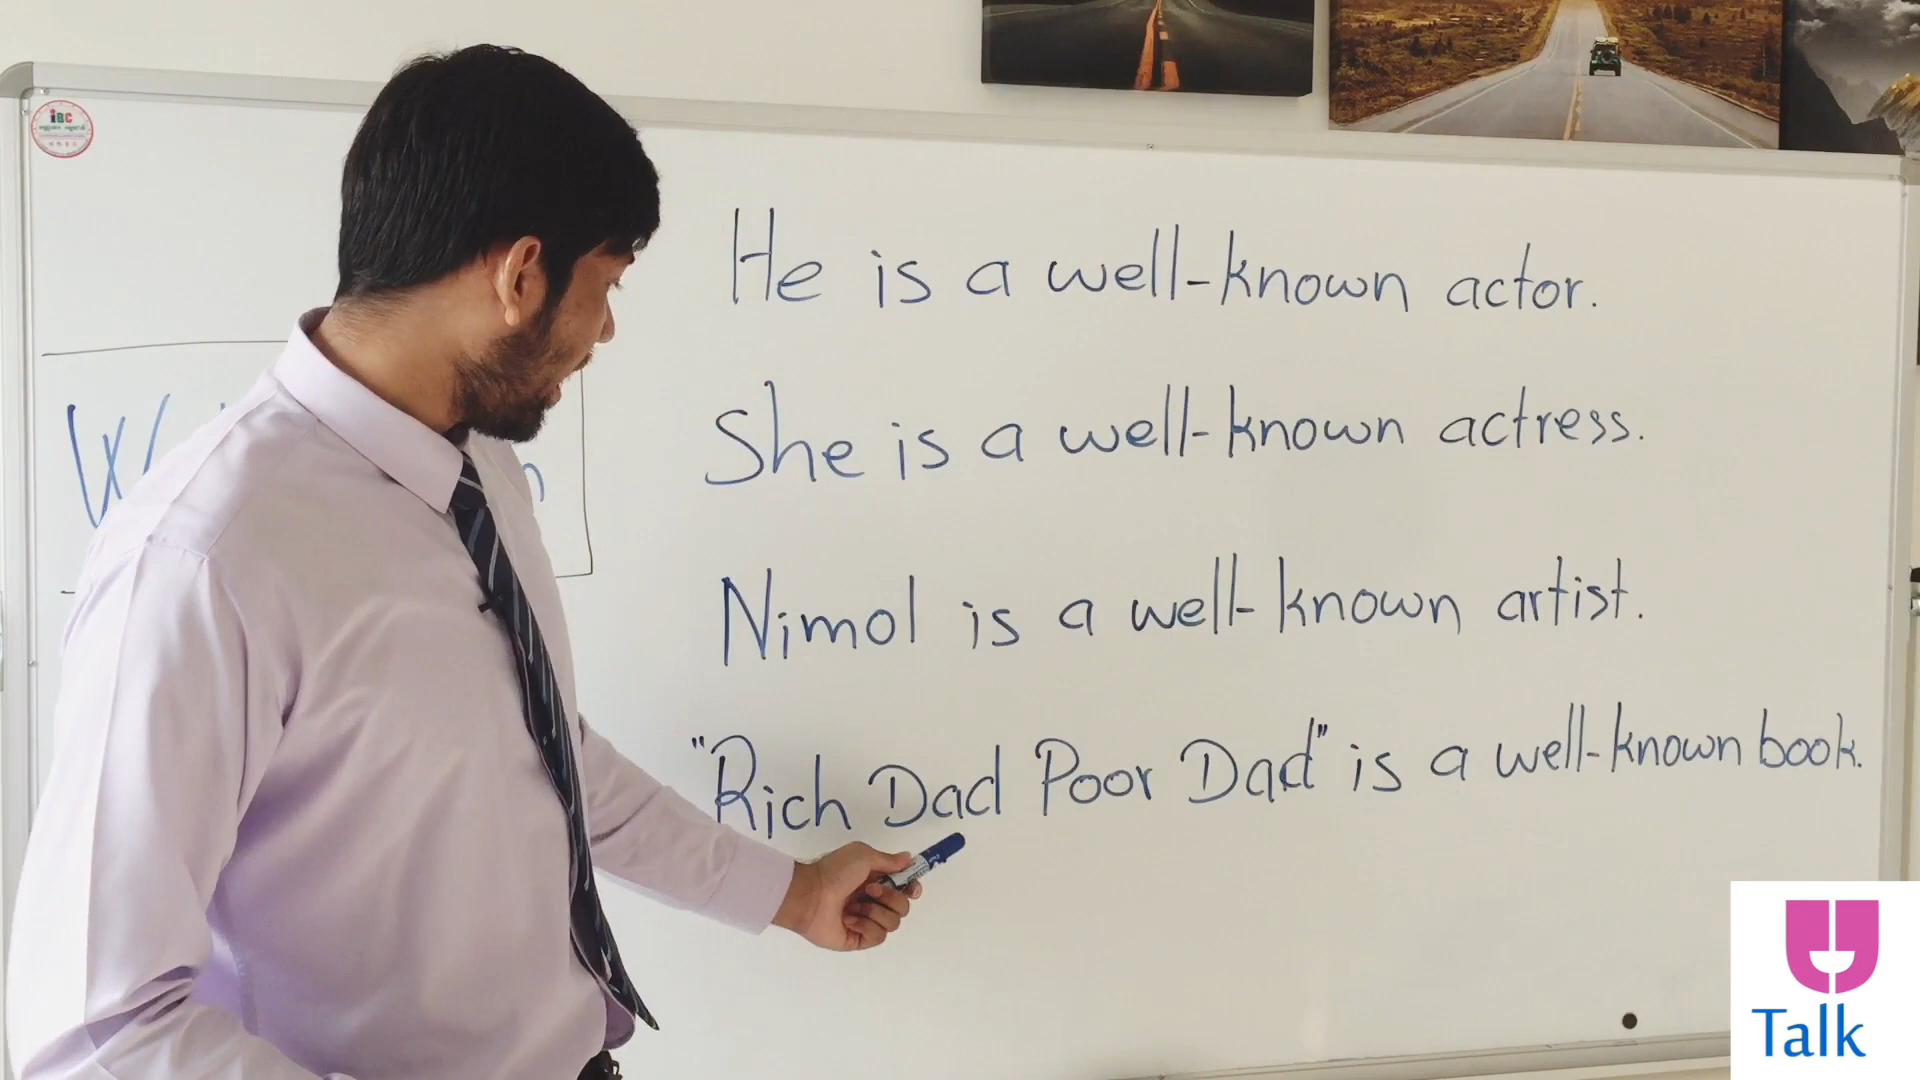 He is a well-known actor.
She is a well-known actress.
Nimol is a well-known artist.
"Rich Dad Poor Dad" is a well-known book.
iBC
Talk